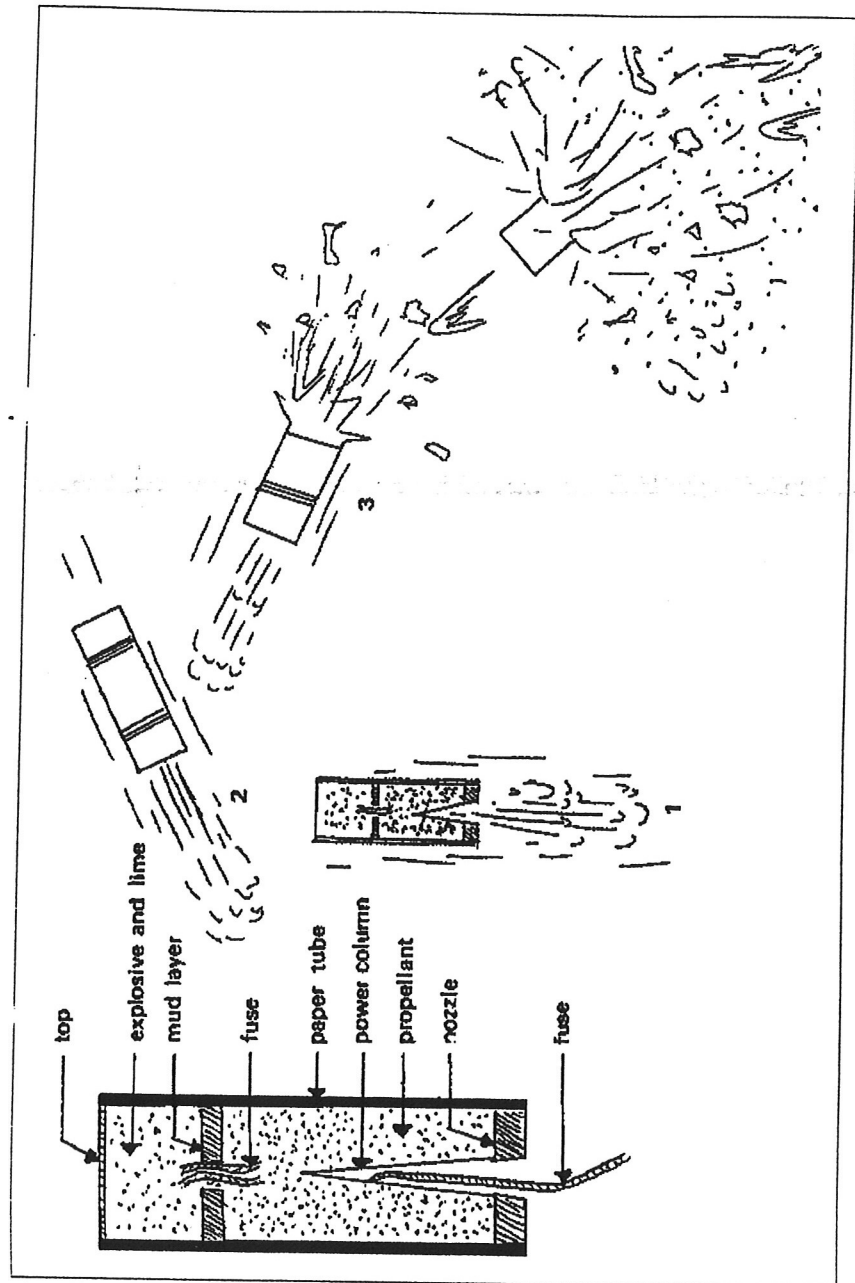 top
explosive and lime
mud layer
fuse
paper tube
power column
propellant
nozzle
fuse
1
2
3